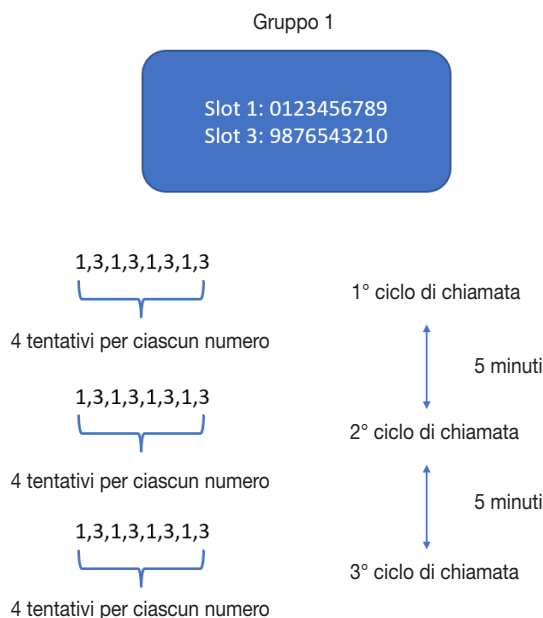 Gruppo 1
Slot 1: 0123456789
Slot 3: 9876543210
1,3,1,3,1,3,1,3
4 tentativi per ciascun numero
1° ciclo di chiamata
5 minuti
1,3,1,3,1,3,1,3
4 tentativi per ciascun numero
2° ciclo di chiamata
5 minuti
1,3,1,3,1,3,1,3
4 tentativi per ciascun numero
3° ciclo di chiamata